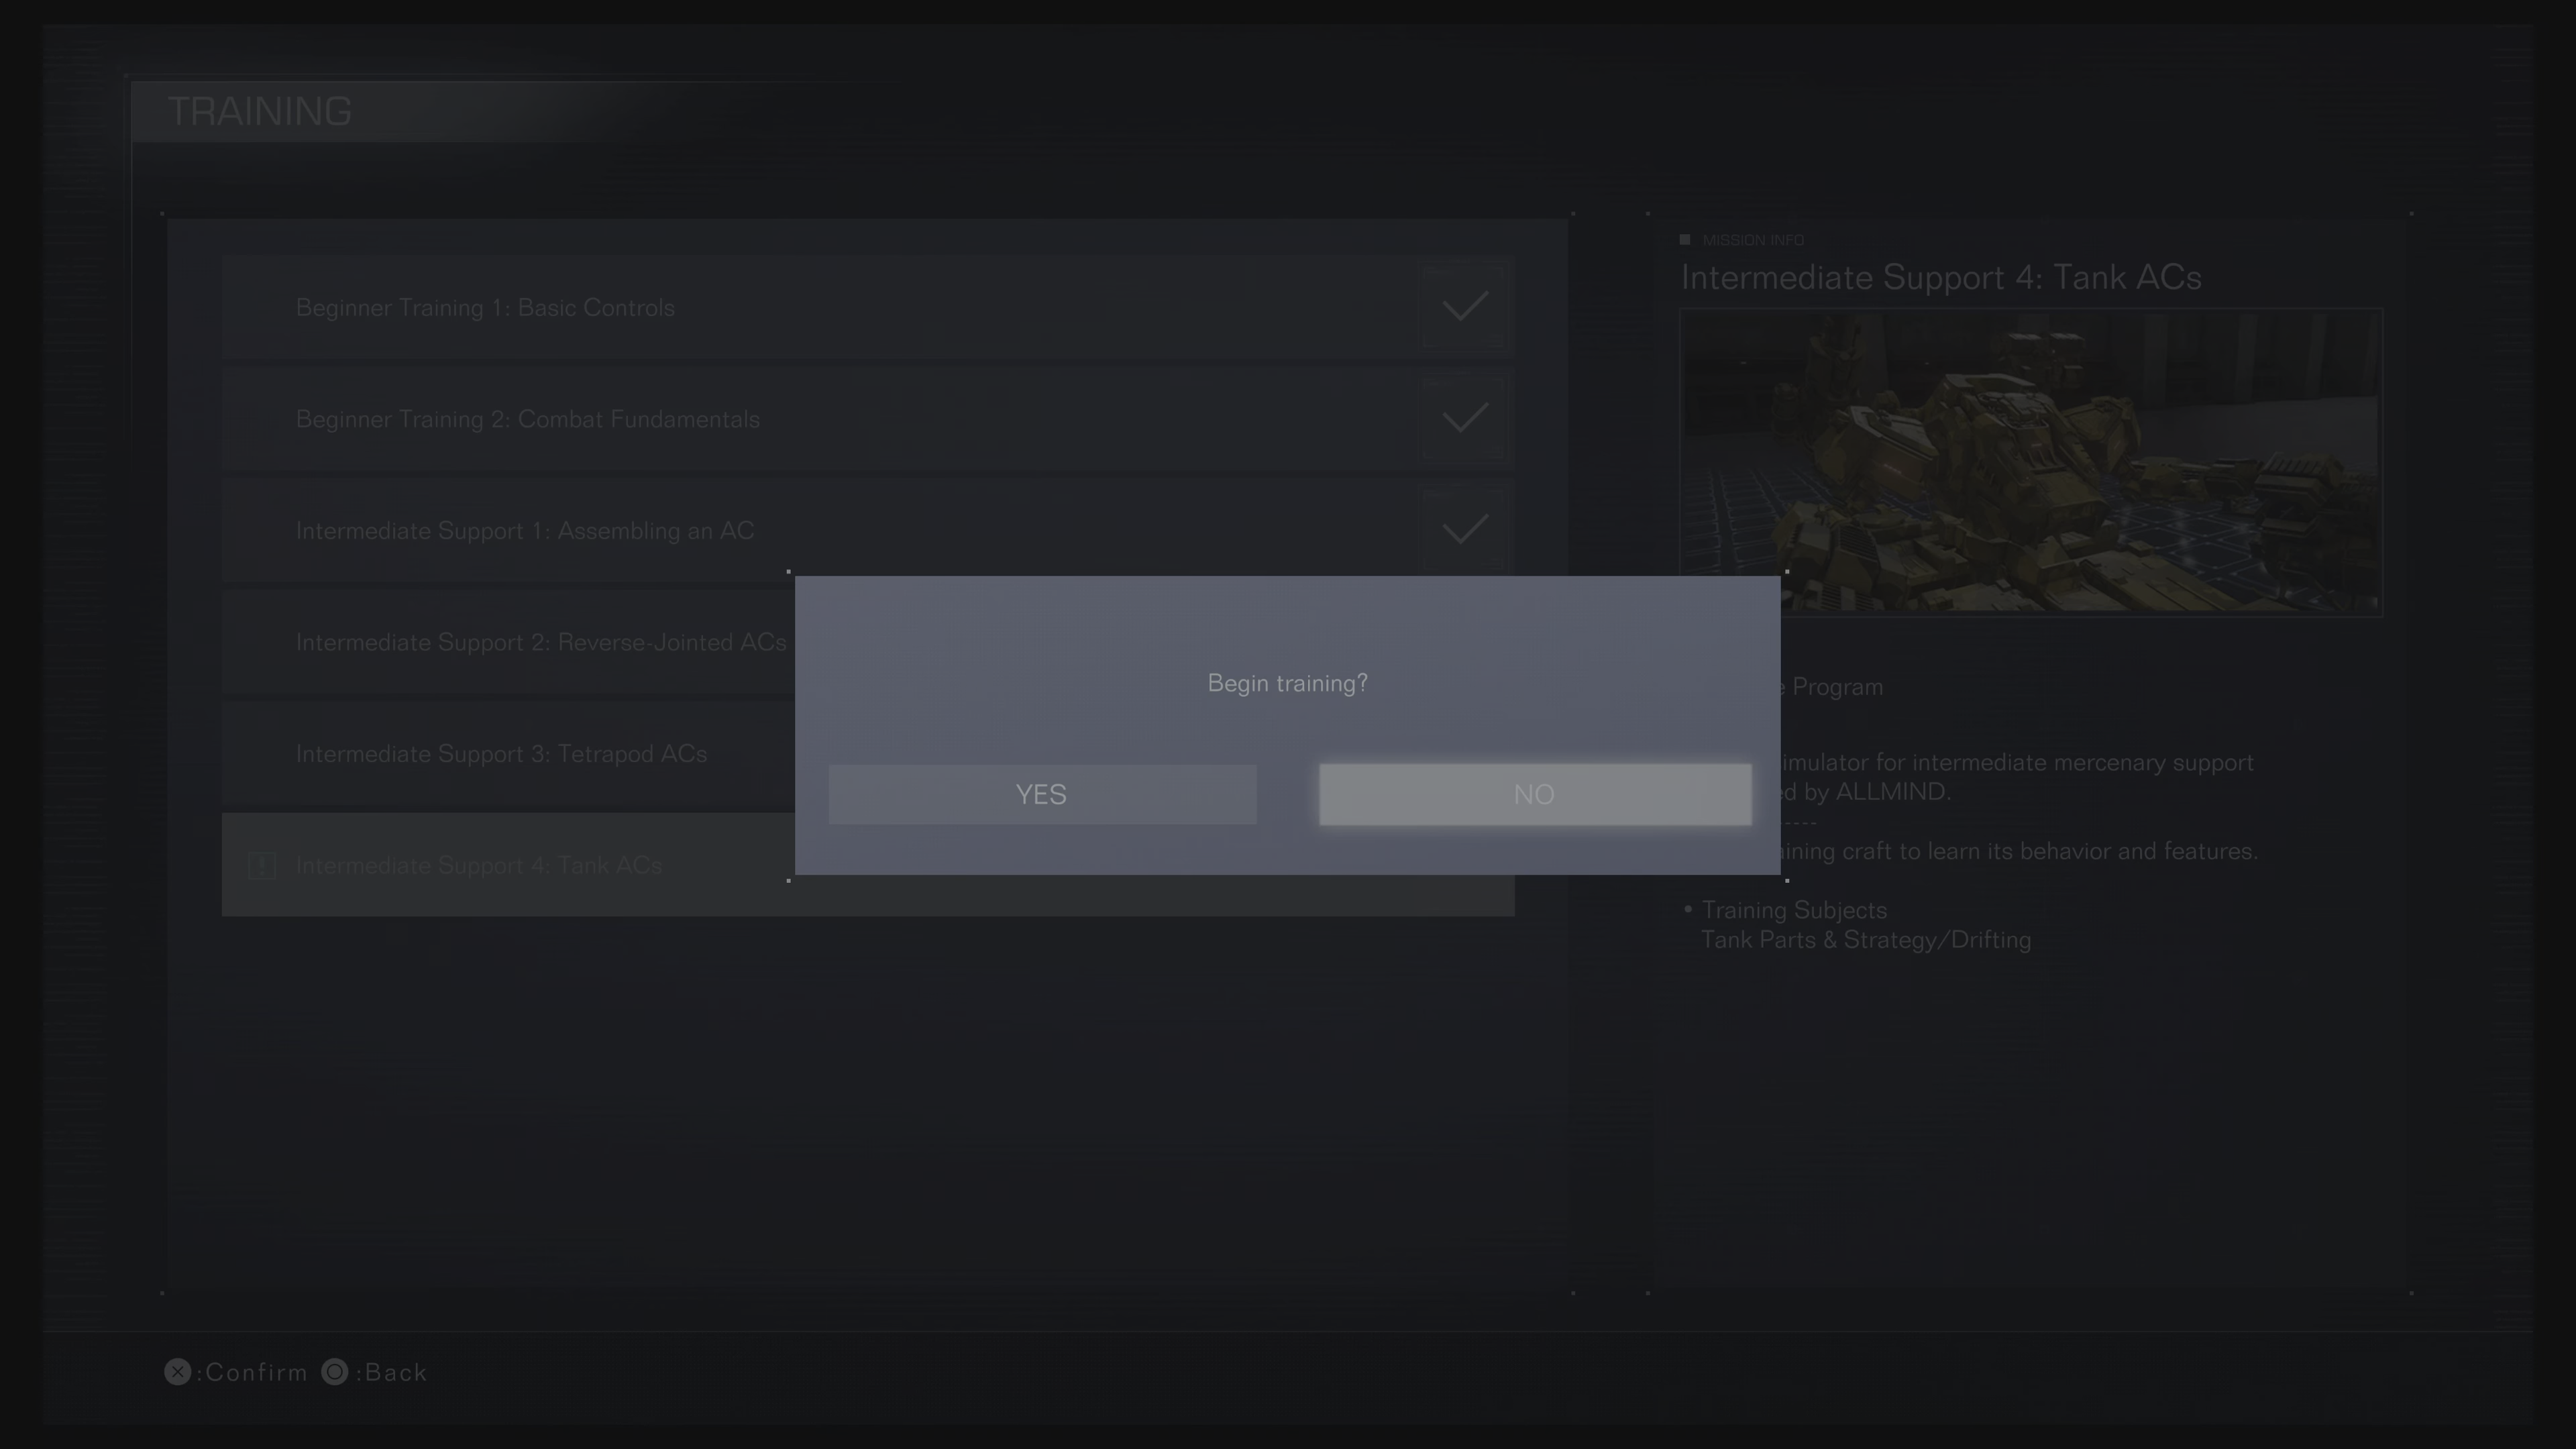 TRAINING
Beginner Training 1: Basic Controls
Beginner Training 2: Combat Fundamentals
Intermediate Support 1: Assembling an AC
Intermediate Support 2: Reverse-Jointed ACs
Intermediate Support 3: Tetrapod ACs
Intermediate Support 4: Tank ACs
MISSION INFO
Intermediate Support 4: Tank ACs
Program
for intermediate mercenary support
by ALLMIND.
craft to learn its behavior and features.
• Training Subjects
Tank Parts & Strategy/Drifting
Begin training?
YES
NO
:Confirm :Back